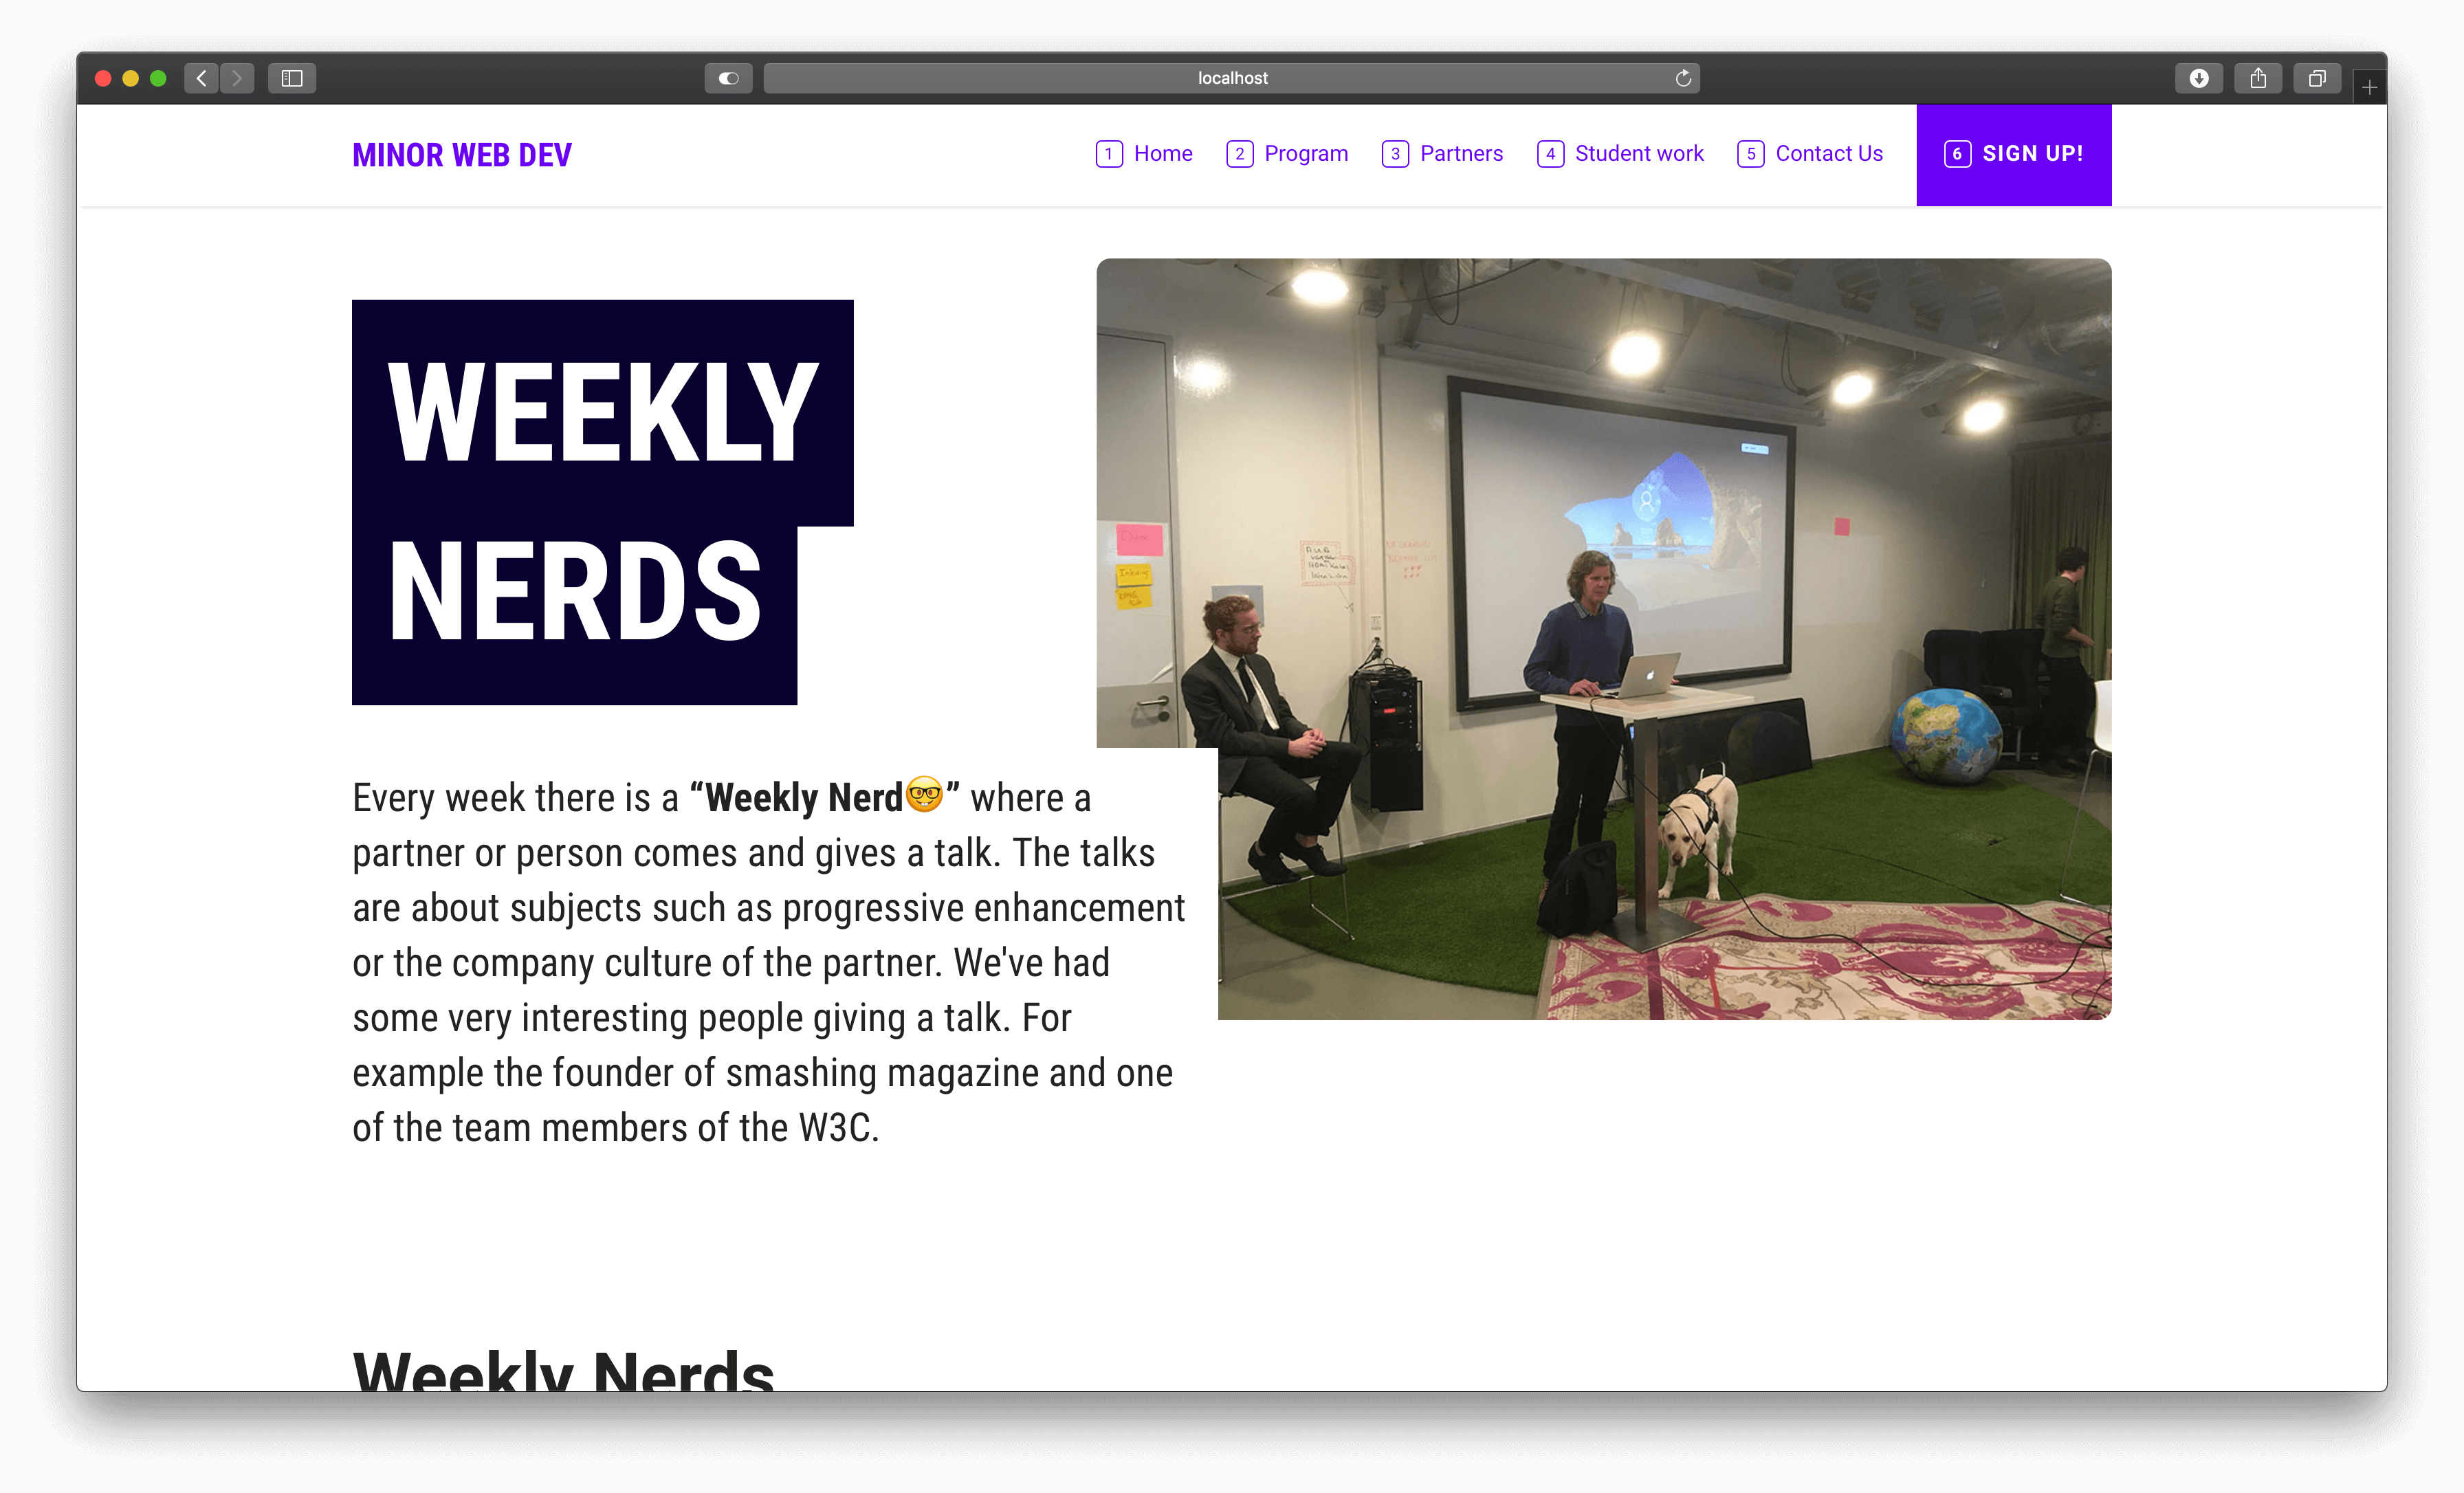 localhost
MINOR WEB DEV
1 Home 2 Program 3 Partners 4 Student work 5 Contact Us 6 SIGN UP!
WEEKLY
NERDS
Every week there is a “Weekly Nerd🤓” where a
partner or person comes and gives a talk. The talks
are about subjects such as progressive enhancement
or the company culture of the partner. We've had
some very interesting people giving a talk. For
example the founder of smashing magazine and one
of the team members of the W3C.
Weekly Nerds